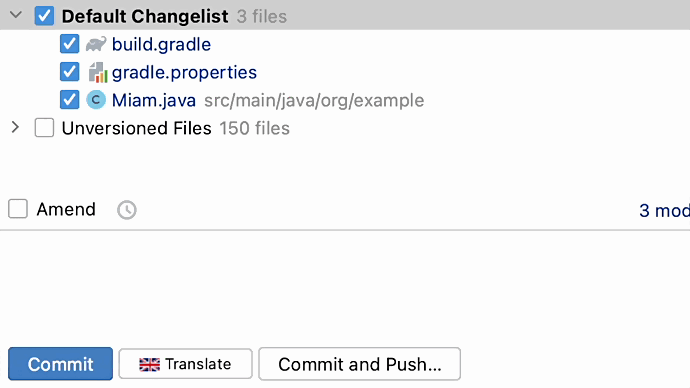 Default Changelist 3 files
build.gradle
gradle.properties
C Miam.java src/main/java/org/example
Unversioned Files 150 files
Amend 3 mod
Commit Translate Commit and Push...